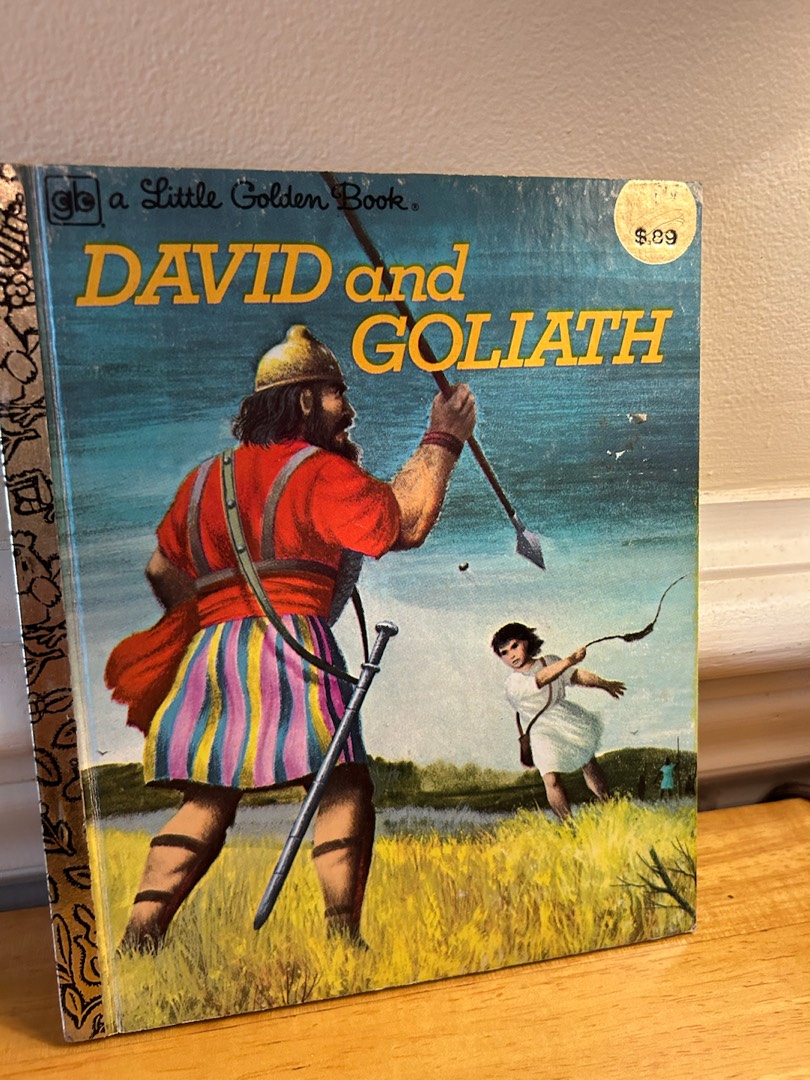 gb a Little Golden Book®
$.89
DAVID and
GOLIATH